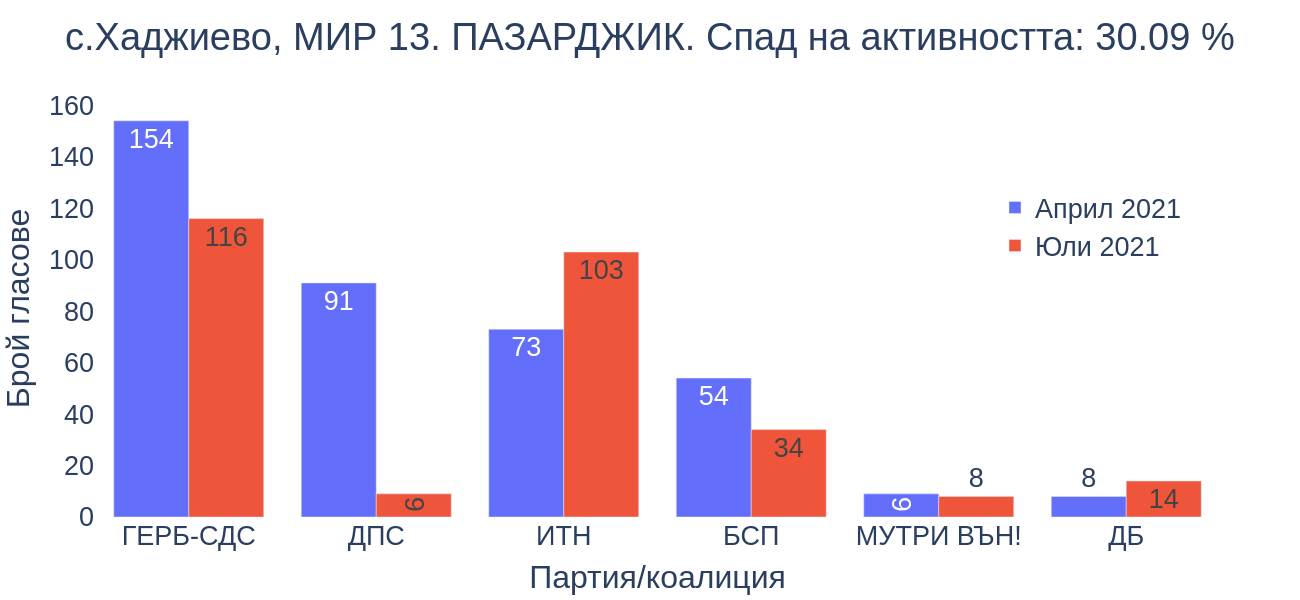 с.Хаджиево, МИР 13. ПАЗАРДЖИК. Спад на активността: 30.09 %
Брой гласове
160
140
120
100
80
60
40
20
0
154
116
91
9
73
103
54
34
9
8
8
14
Април 2021
Юли 2021
ГЕРБ-СДС
ДПС
ИТН
БСП
МУТРИ ВЪН!
ДБ
Партия/коалиция